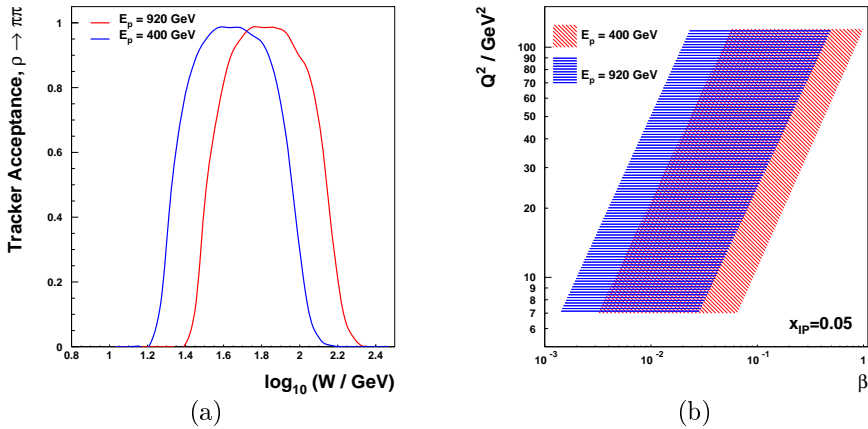 E_p = 920 GeV
E_p = 400 GeV
Tracker Acceptance, ρ → ππ
1
0.8
0.6
0.4
0.2
0
0.8 1 1.2 1.4 1.6 1.8 2 2.2 2.4
log_10 (W / GeV)
(a)
E_p = 400 GeV
E_p = 920 GeV
Q^2 / GeV^2
100
90
80
70
60
50
40
30
20
10
9
8
7
6
x_IP=0.05
10^-3 10^-2 10^-1 1
β
(b)